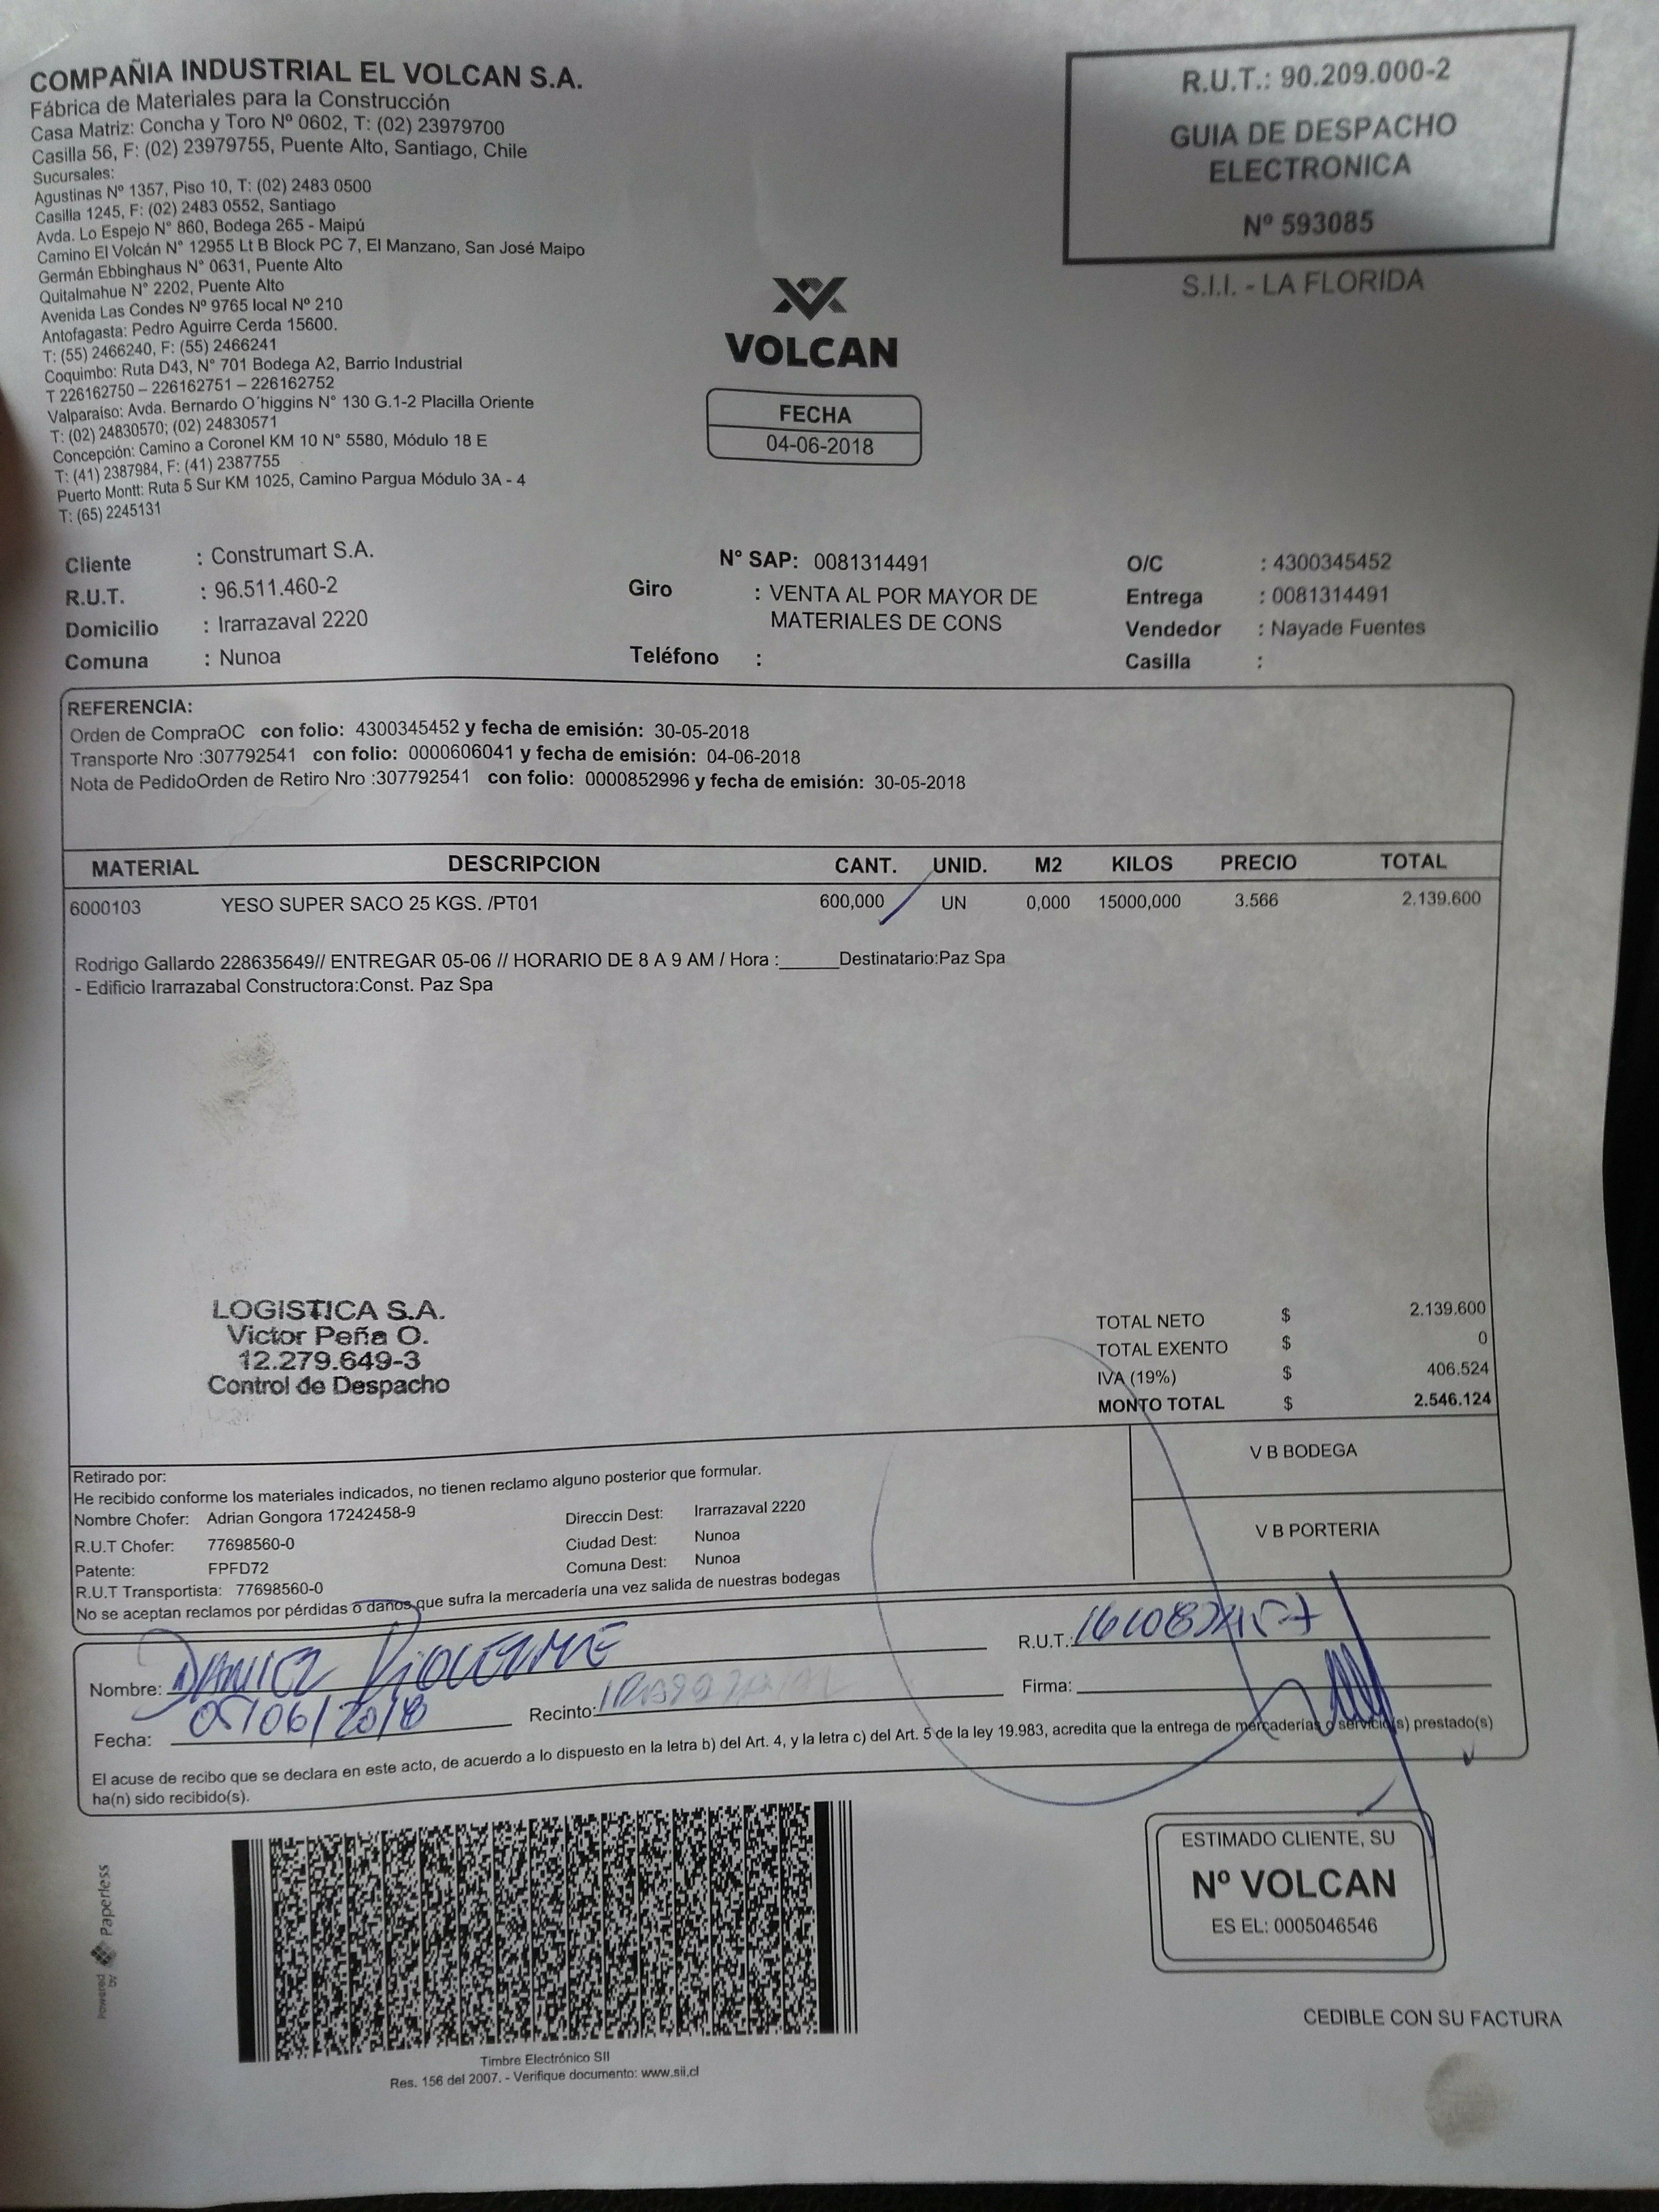 COMPAÑIA INDUSTRIAL EL VOLCAN S.A.
Fábrica de Materiales para la Construcción
Casa Matriz: Concha y Toro Nº 0602, T: (02) 23979700
Casilla 56, F: (02) 23979755, Puente Alto, Santiago, Chile
Sucursales:
Agustinas Nº 1357, Piso 10, T: (02) 2483 0500
Casilla 1245, F: (02) 2483 0552, Santiago
Avda. Lo Espejo N° 860, Bodega 265 - Maipú
Camino El Volcán N° 12955 Lt B Block PC 7, El Manzano, San José Maipo
Germán Ebbinghaus N° 0631, Puente Alto
Quitalmahue N° 2202, Puente Alto
Avenida Las Condes Nº 9765 local Nº 210
Antofagasta: Pedro Aguirre Cerda 15600.
T: (55) 2466240, F: (55) 2466241
Coquimbo: Ruta D43, N° 701 Bodega A2, Barrio Industrial
T 226162750 – 226162751 – 226162752
Valparaíso: Avda. Bernardo O´higgins N° 130 G.1-2 Placilla Oriente
T: (02) 24830570; (02) 24830571
Concepción: Camino a Coronel KM 10 N° 5580, Módulo 18 E
T: (41) 2387984, F: (41) 2387755
Puerto Montt: Ruta 5 Sur KM 1025, Camino Pargua Módulo 3A - 4
T: (65) 2245131
R.U.T.: 90.209.000-2
GUIA DE DESPACHO
ELECTRONICA
Nº 593085
S.I.I. - LA FLORIDA
VOLCAN
FECHA
04-06-2018
Cliente : Construmart S.A. N° SAP: 0081314491 O/C : 4300345452
R.U.T. : 96.511.460-2 Giro : VENTA AL POR MAYOR DE Entrega : 0081314491
Domicilio : Irarrazaval 2220 MATERIALES DE CONS Vendedor : Nayade Fuentes
Comuna : Nunoa Teléfono : Casilla :
REFERENCIA:
Orden de CompraOC con folio: 4300345452 y fecha de emisión: 30-05-2018
Transporte Nro :307792541 con folio: 0000606041 y fecha de emisión: 04-06-2018
Nota de PedidoOrden de Retiro Nro :307792541 con folio: 0000852996 y fecha de emisión: 30-05-2018
MATERIAL DESCRIPCION CANT. UNID. M2 KILOS PRECIO TOTAL
6000103 YESO SUPER SACO 25 KGS. /PT01 600,000 UN 0,000 15000,000 3.566 2.139.600
Rodrigo Gallardo 228635649// ENTREGAR 05-06 // HORARIO DE 8 A 9 AM / Hora :______Destinatario:Paz Spa
- Edificio Irarrazabal Constructora:Const. Paz Spa
LOGISTICA S.A.
Victor Peña O.
12.279.649-3
Control de Despacho
TOTAL NETO $ 2.139.600
TOTAL EXENTO $ 0
IVA (19%) $ 406.524
MONTO TOTAL $ 2.546.124
V B BODEGA
V B PORTERIA
Retirado por:
He recibido conforme los materiales indicados, no tienen reclamo alguno posterior que formular.
Nombre Chofer: Adrian Gongora 17242458-9 Direccin Dest: Irarrazaval 2220
R.U.T Chofer: 77698560-0 Ciudad Dest: Nunoa
Patente: FPFD72 Comuna Dest: Nunoa
R.U.T Transportista: 77698560-0
No se aceptan reclamos por pérdidas o daños que sufra la mercadería una vez salida de nuestras bodegas
Nombre: DANIEL R.U.T.:
Fecha: 05/06/2018 Recinto: Firma:
El acuse de recibo que se declara en este acto, de acuerdo a lo dispuesto en la letra b) del Art. 4, y la letra c) del Art. 5 de la ley 19.983, acredita que la entrega de mercaderías o servicio(s) prestado(s)
ha(n) sido recibido(s).
Powered by Paperless
Timbre Electrónico SII
Res. 156 del 2007. - Verifique documento: www.sii.cl
ESTIMADO CLIENTE, SU
Nº VOLCAN
ES EL: 0005046546
CEDIBLE CON SU FACTURA